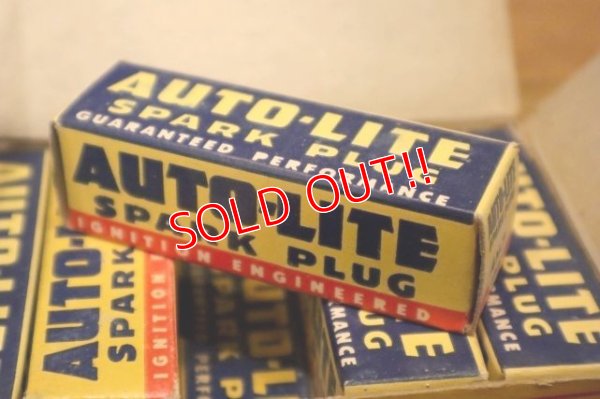 AUTO-LITE
SPARK PLUG
GUARANTEED PERFORMANCE
AUTO-LITE
SPARK PLUG
IGNITION ENGINEERED
SOLD OUT!!
AUTO-
SPARK
IGNITION
AUTO-LITE
PLUG
MANCE